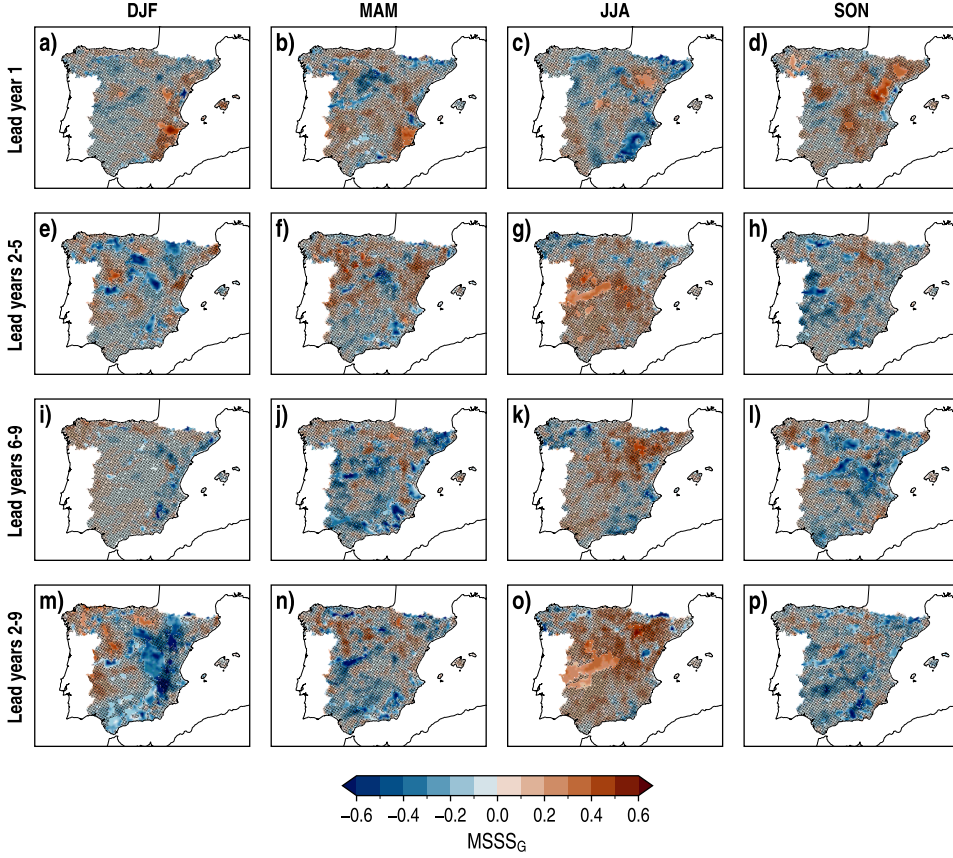 DJF MAM JJA SON
Lead year 1
a) b) c) d)
Lead years 2-5
e) f) g) h)
Lead years 6-9
i) j) k) l)
Lead years 2-9
m) n) o) p)
−0.6 −0.4 −0.2 0.0 0.2 0.4 0.6
MSSS_G